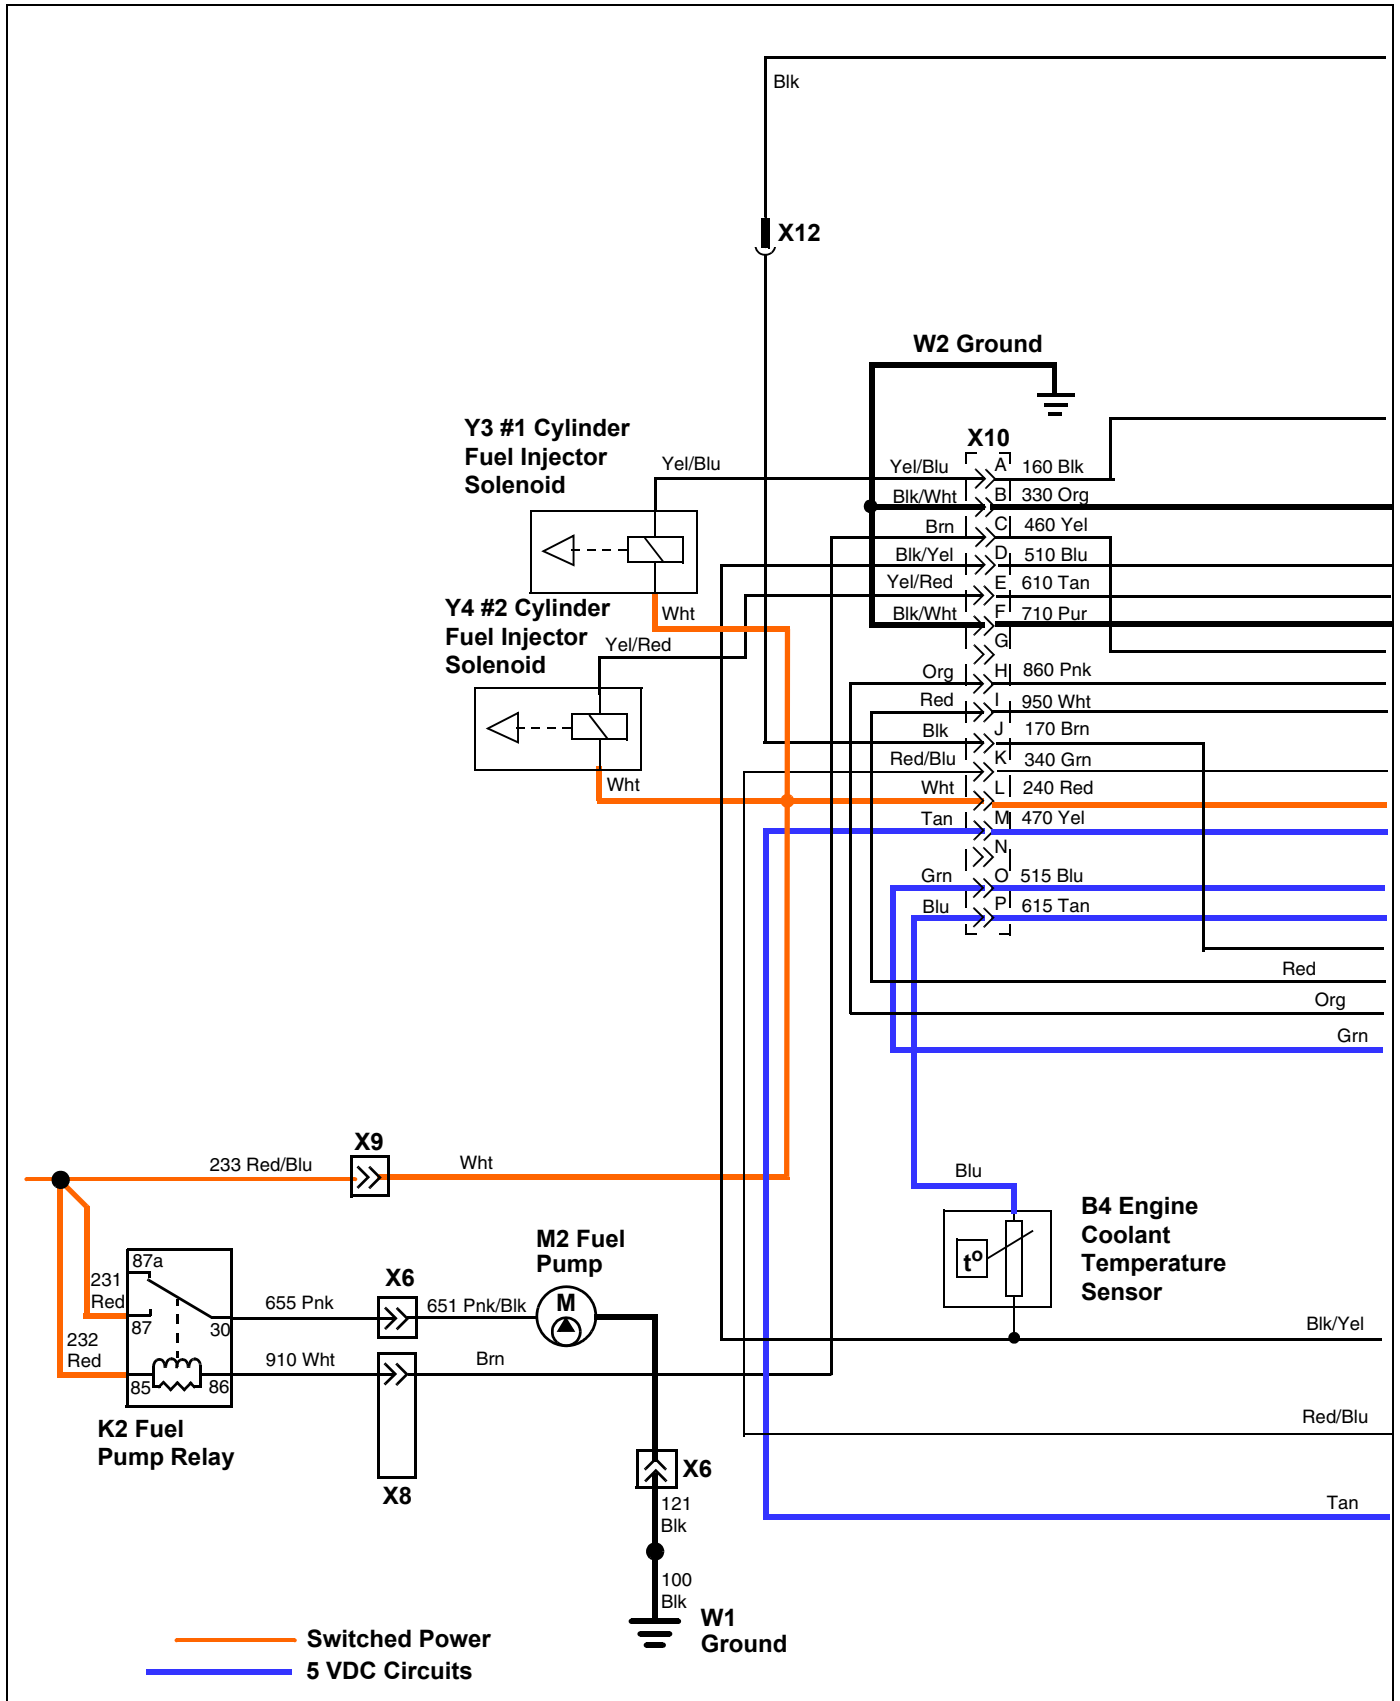 Blk
X12
W2 Ground
Y3 #1 Cylinder
Fuel Injector
Solenoid
Yel/Blu
X10
Yel/Blu A 160 Blk
Blk/Wht B 330 Org
Brn C 460 Yel
Blk/Yel D 510 Blu
Yel/Red E 610 Tan
Blk/Wht F 710 Pur
G
Org H 860 Pnk
Red I 950 Wht
Blk J 170 Brn
Red/Blu K 340 Grn
Wht L 240 Red
Tan M 470 Yel
N
Grn O 515 Blu
Blu P 615 Tan
Wht
Y4 #2 Cylinder
Fuel Injector
Solenoid
Yel/Red
Wht
Red
Org
Grn
X9
233 Red/Blu
Wht
Blu
B4 Engine
Coolant
Temperature
Sensor
to
Blk/Yel
M2 Fuel
Pump
M
87a
231
Red
87
30
655 Pnk
X6
651 Pnk/Blk
232
Red
85
86
910 Wht
Brn
K2 Fuel
Pump Relay
X8
Red/Blu
X6
121
Blk
Tan
100
Blk
W1
Ground
Switched Power
5 VDC Circuits